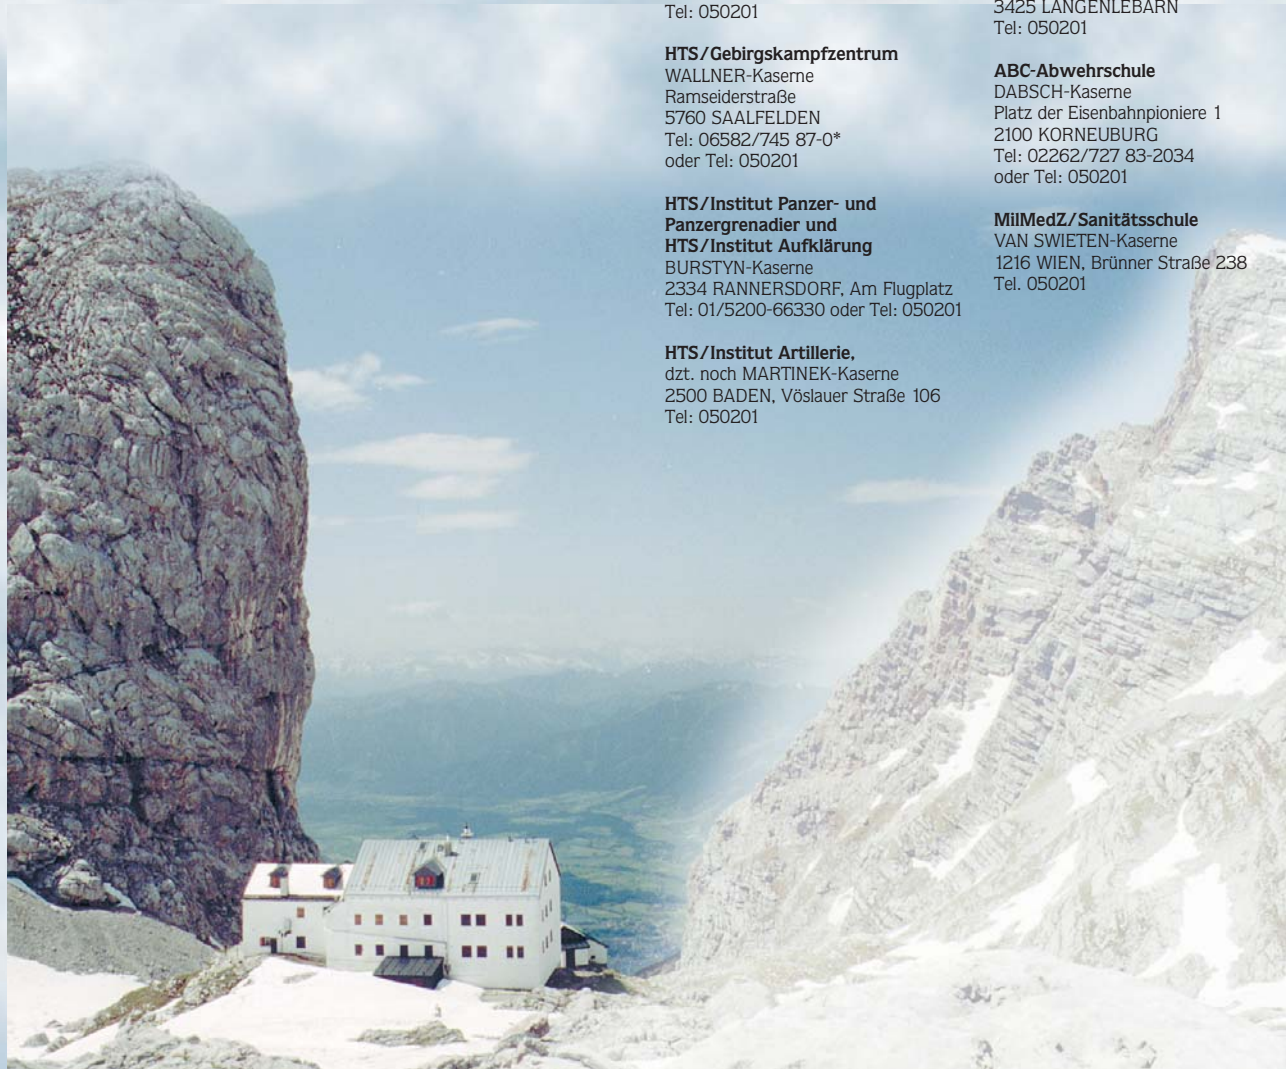 Tel: 050201

HTS/Gebirgskampfzentrum
WALLNER-Kaserne
Ramseiderstraße
5760 SAALFELDEN
Tel: 06582/745 87-0*
oder Tel: 050201

HTS/Institut Panzer- und
Panzergrenadier und
HTS/Institut Aufklärung
BURSTYN-Kaserne
2334 RANNERSDORF, Am Flugplatz
Tel: 01/5200-66330 oder Tel: 050201

HTS/Institut Artillerie,
dzt. noch MARTINEK-Kaserne
2500 BADEN, Vöslauer Straße 106
Tel: 050201

3425 LANGENLEBARN
Tel: 050201

ABC-Abwehrschule
DABSCH-Kaserne
Platz der Eisenbahnpioniere 1
2100 KORNEUBURG
Tel: 02262/727 83-2034
oder Tel: 050201

MilMedZ/Sanitätsschule
VAN SWIETEN-Kaserne
1216 WIEN, Brünner Straße 238
Tel. 050201